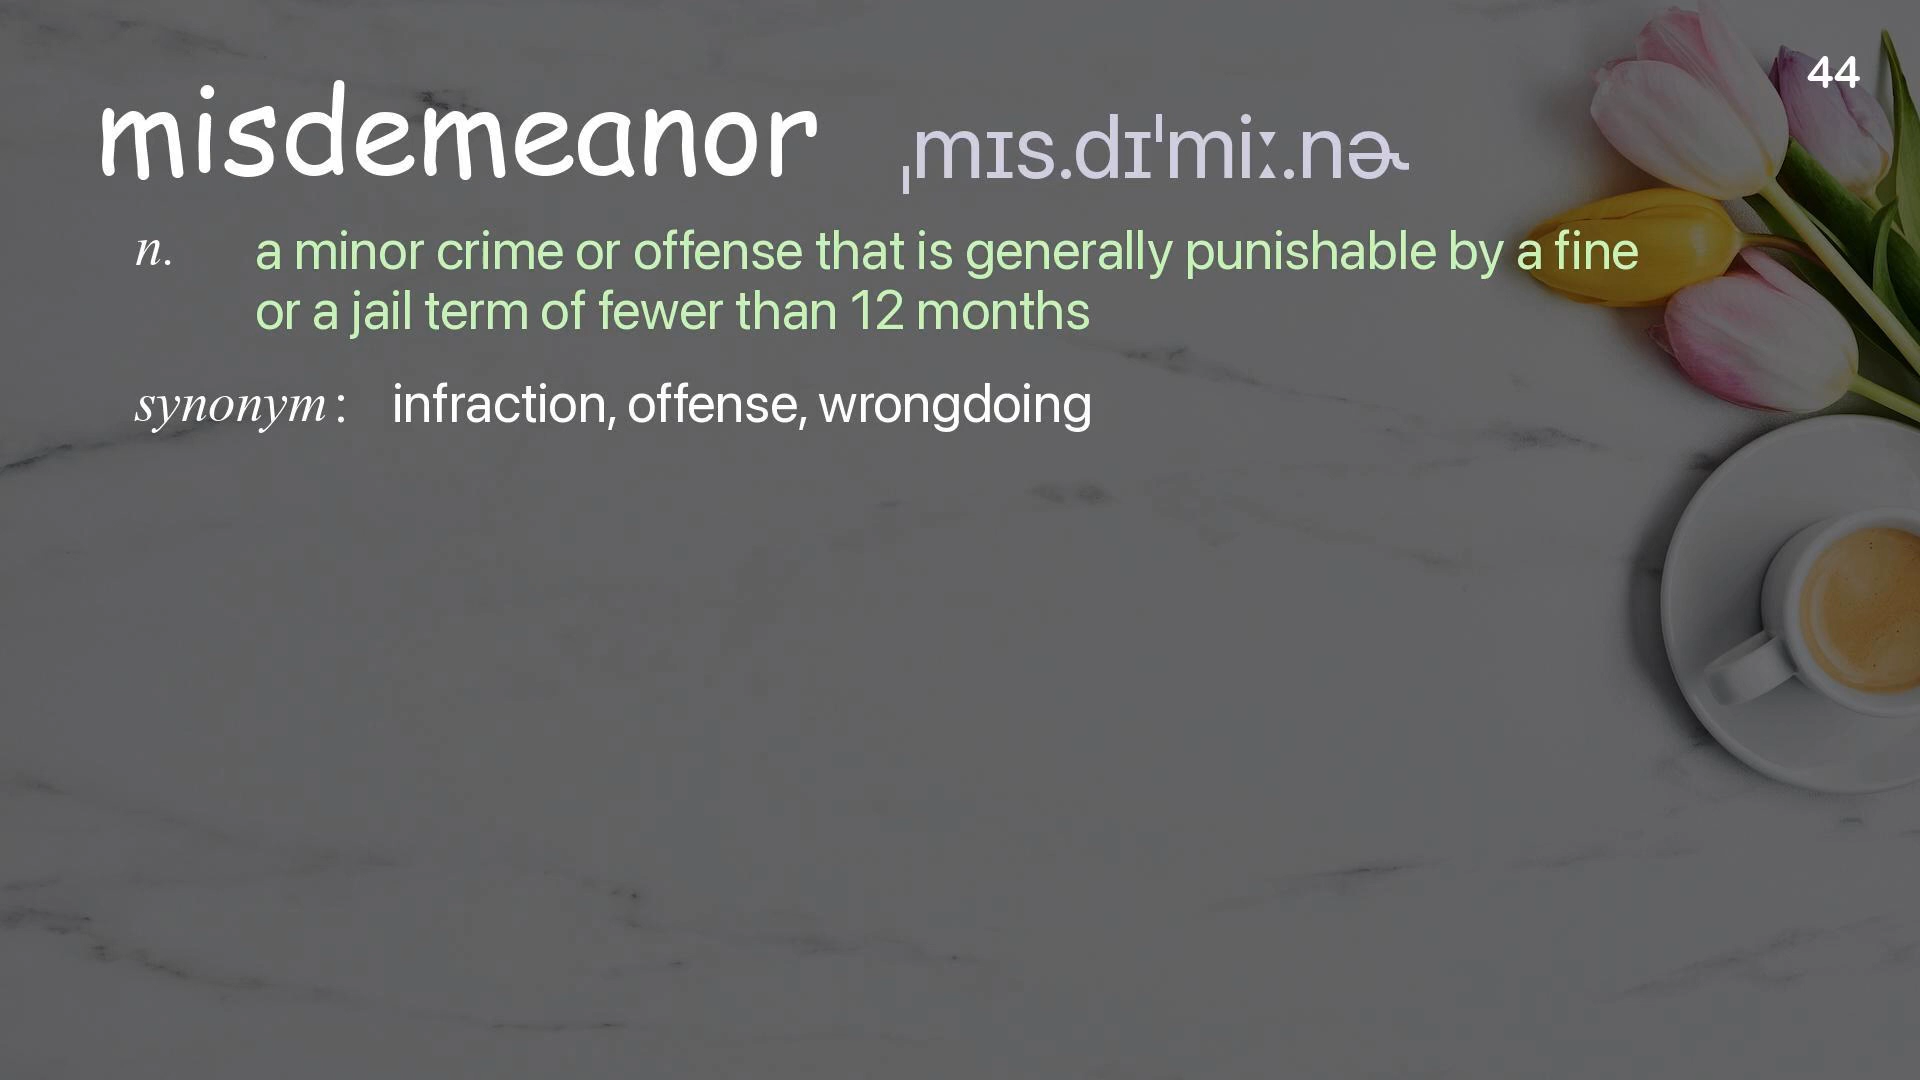 44
misdemeanor ˌmɪs.dɪˈmiː.nɚ
n. a minor crime or offense that is generally punishable by a fine
or a jail term of fewer than 12 months
synonym: infraction, offense, wrongdoing